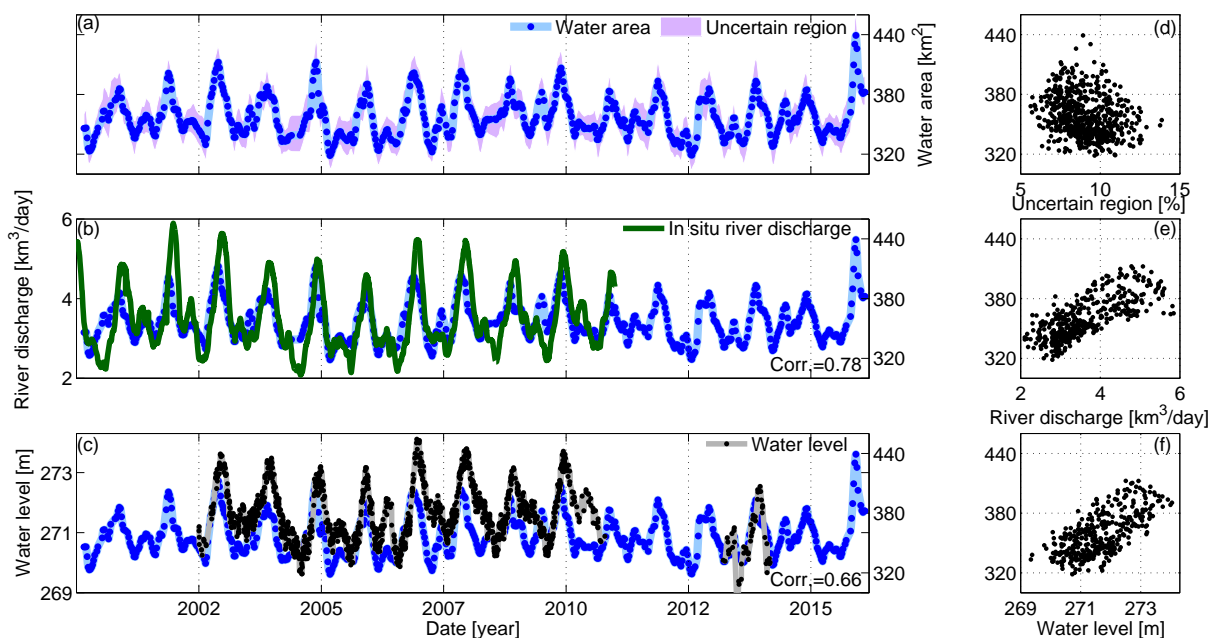 (a)
Water area
Uncertain region
440
380
320
Water area [km²]
(d)
440
380
320
5 10 15
Uncertain region [%]
River discharge [km³/day]
6
4
2
(b)
In situ river discharge
440
380
320
Corr.=0.78
(e)
440
380
320
2 4 6
River discharge [km³/day]
Water level [m]
273
271
269
(c)
Water level
440
380
320
Corr.=0.66
2002 2005 2007 2010 2012 2015
Date [year]
(f)
440
380
320
269 271 273
Water level [m]